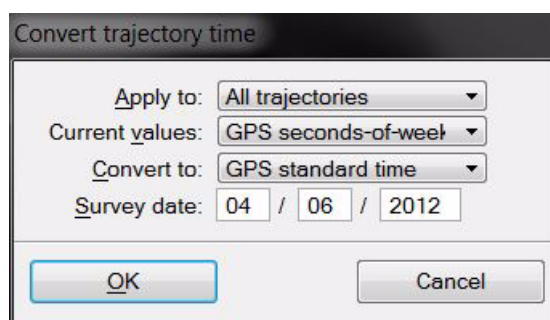 Convert trajectory time
Apply to: All trajectories
Current values: GPS seconds-of-week
Convert to: GPS standard time
Survey date: 04 / 06 / 2012
OK Cancel